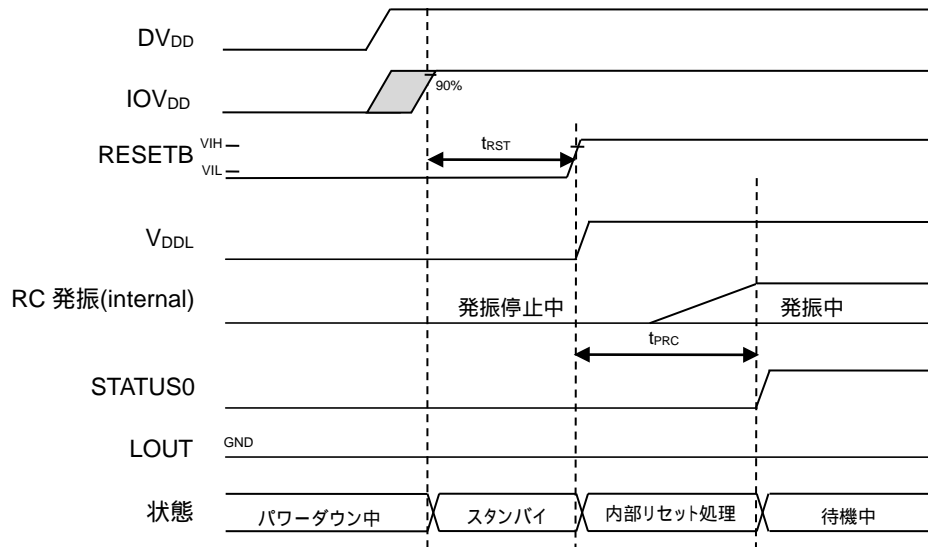 DVDD
IOVDD
90%
RESETB
VIH
VIL
tRST
VDDL
RC 発振(internal)
発振停止中
発振中
tPRC
STATUS0
LOUT
GND
状態
パワーダウン中
スタンバイ
内部リセット処理
待機中